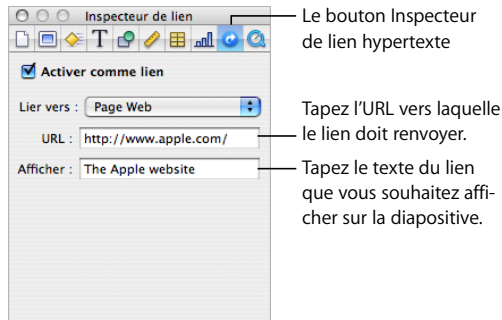 Inspecteur de lien
T
Activer comme lien
Lier vers : Page Web
URL : http://www.apple.com/
Afficher : The Apple website
Le bouton Inspecteur
de lien hypertexte
Tapez l'URL vers laquelle
le lien doit renvoyer.
Tapez le texte du lien
que vous souhaitez affi-
cher sur la diapositive.